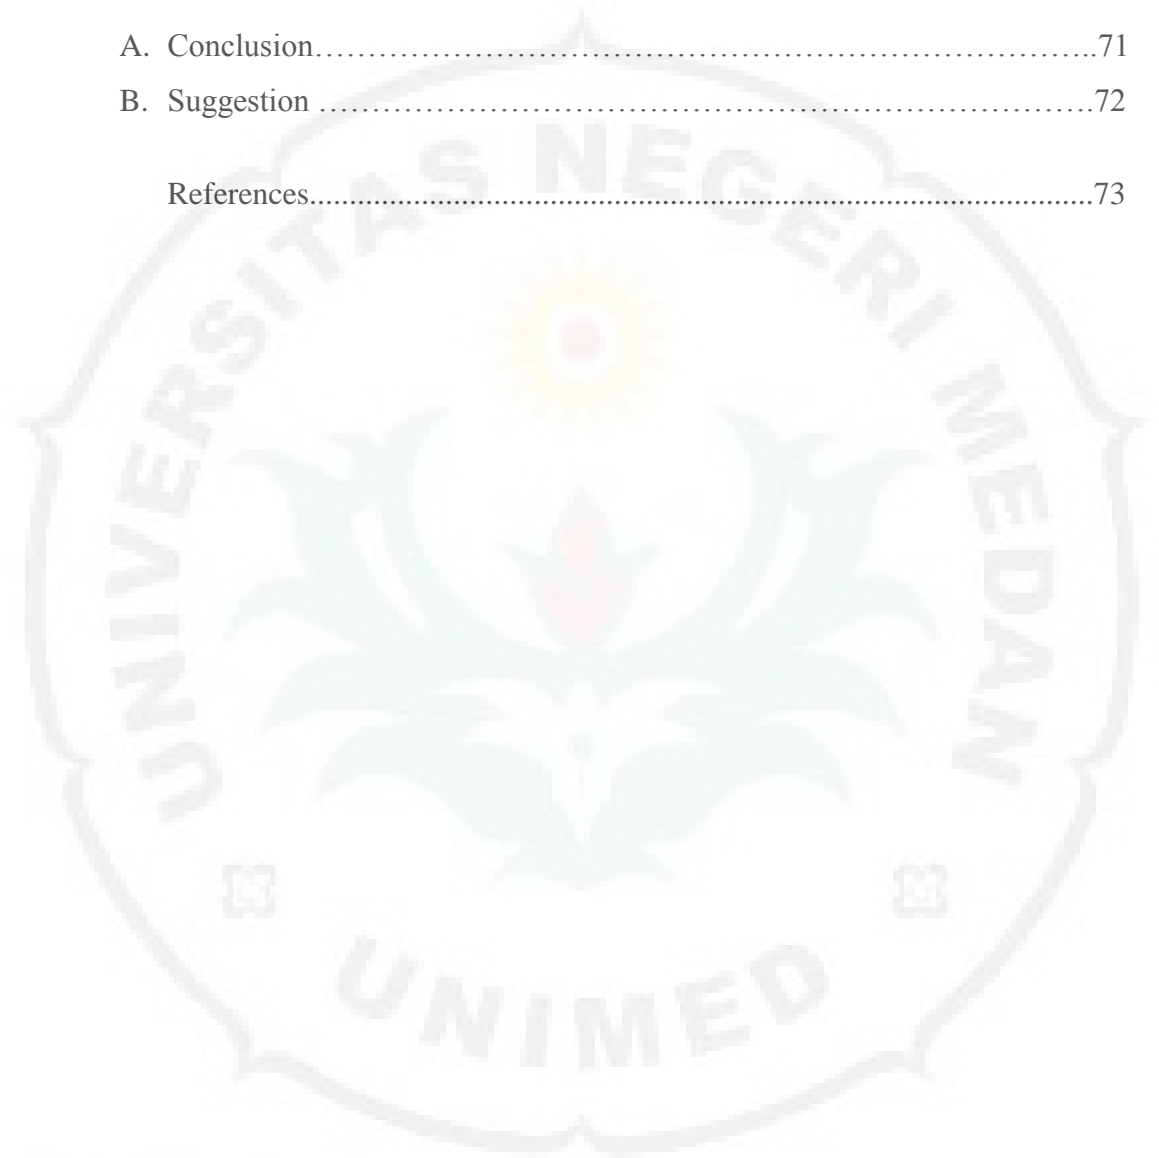 A. Conclusion……………………………………………………………………..71
B. Suggestion …………………………………………………………………….72
References....................................................................................................73
UNIVERSITAS NEGERI MEDAN
UNIMED